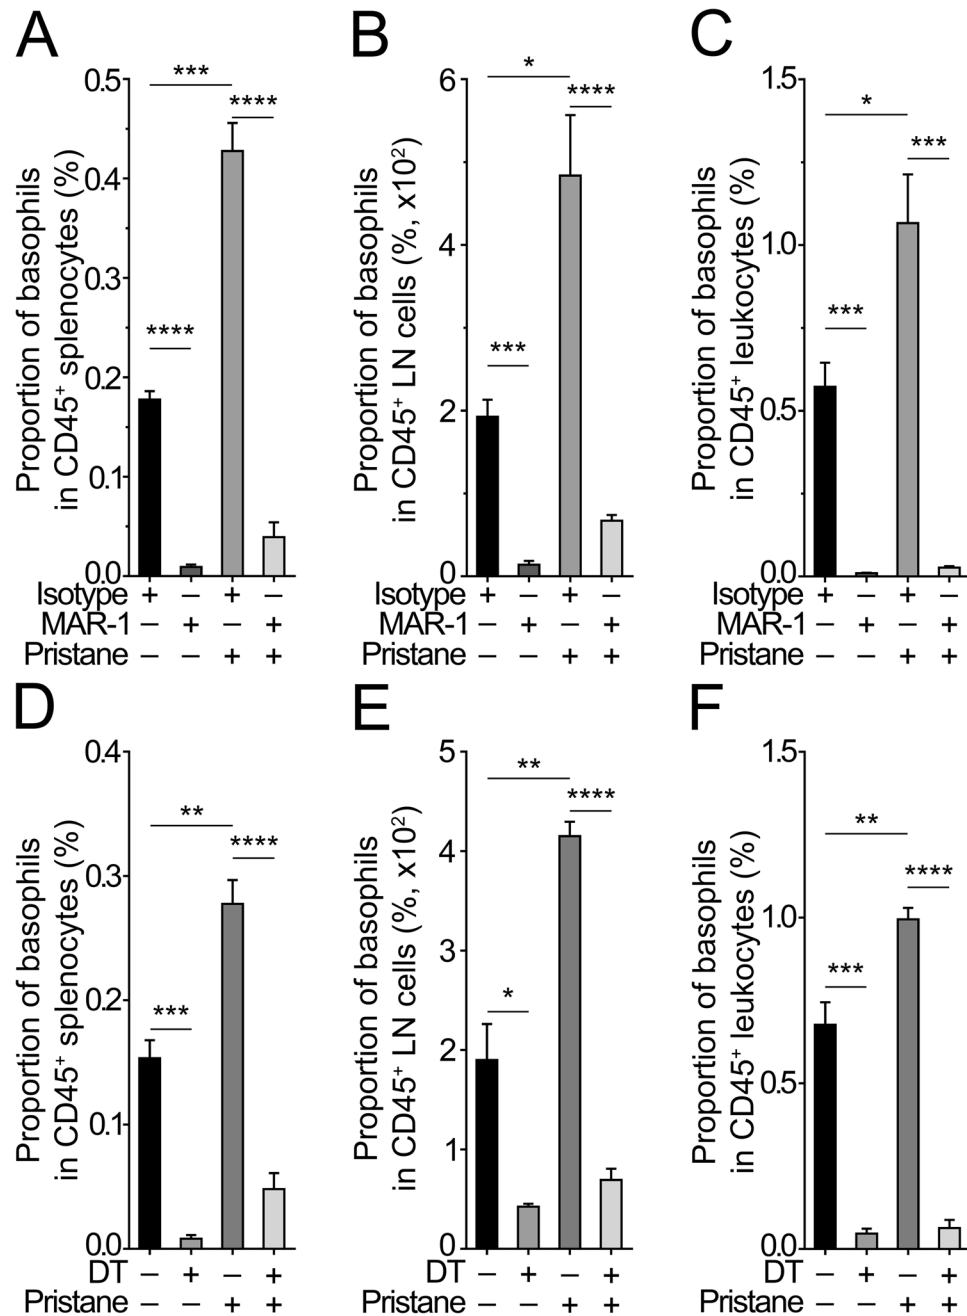 A
Proportion of basophils
in CD45⁺ splenocytes (%)
0.5
0.4
0.3
0.2
0.1
0.0
***
****
****
Isotype + – + –
MAR-1 – + – +
Pristane – – + +
B
Proportion of basophils
in CD45⁺ LN cells (%, x10²)
6
4
2
0
*
****
***
Isotype + – + –
MAR-1 – + – +
Pristane – – + +
C
Proportion of basophils
in CD45⁺ leukocytes (%)
1.5
1.0
0.5
0.0
*
***
***
Isotype + – + –
MAR-1 – + – +
Pristane – – + +
D
Proportion of basophils
in CD45⁺ splenocytes (%)
0.4
0.3
0.2
0.1
0.0
**
****
***
DT – + – +
Pristane – – + +
E
Proportion of basophils
in CD45⁺ LN cells (%, x10²)
5
4
3
2
1
0
**
****
*
DT – + – +
Pristane – – + +
F
Proportion of basophils
in CD45⁺ leukocytes (%)
1.5
1.0
0.5
0.0
**
****
***
DT – + – +
Pristane – – + +